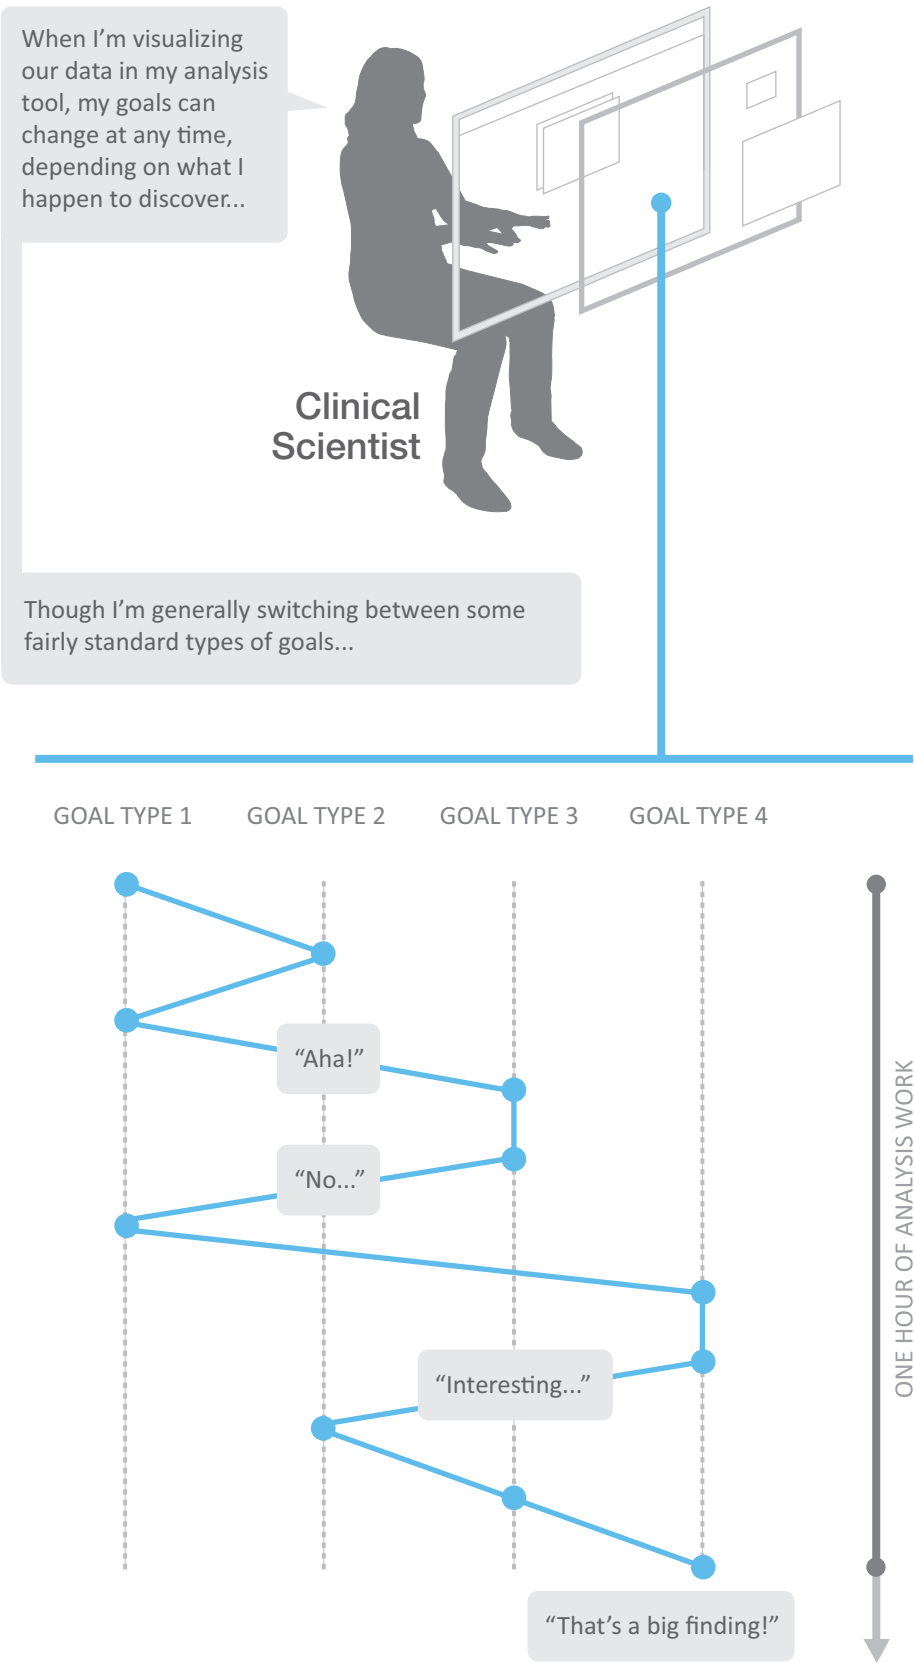 When I’m visualizing
our data in my analysis
tool, my goals can
change at any time,
depending on what I
happen to discover...
Clinical
Scientist
Though I’m generally switching between some
fairly standard types of goals...
GOAL TYPE 1
GOAL TYPE 2
GOAL TYPE 3
GOAL TYPE 4
“Aha!”
“No...”
“Interesting...”
“That’s a big finding!”
ONE HOUR OF ANALYSIS WORK